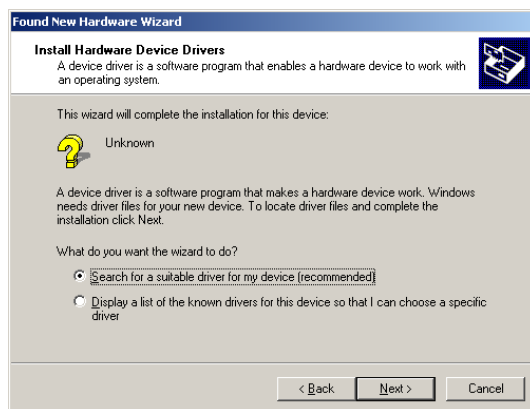 Found New Hardware Wizard
Install Hardware Device Drivers
A device driver is a software program that enables a hardware device to work with
an operating system.
This wizard will complete the installation for this device:
Unknown
A device driver is a software program that makes a hardware device work. Windows
needs driver files for your new device. To locate driver files and complete the
installation click Next.
What do you want the wizard to do?
Search for a suitable driver for my device (recommended)
Display a list of the known drivers for this device so that I can choose a specific
driver
< Back
Next >
Cancel